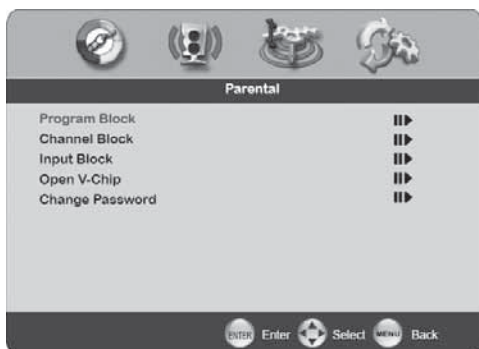 Parental
Program Block
Channel Block
Input Block
Open V-Chip
Change Password
ENTER Enter Select MENU Back